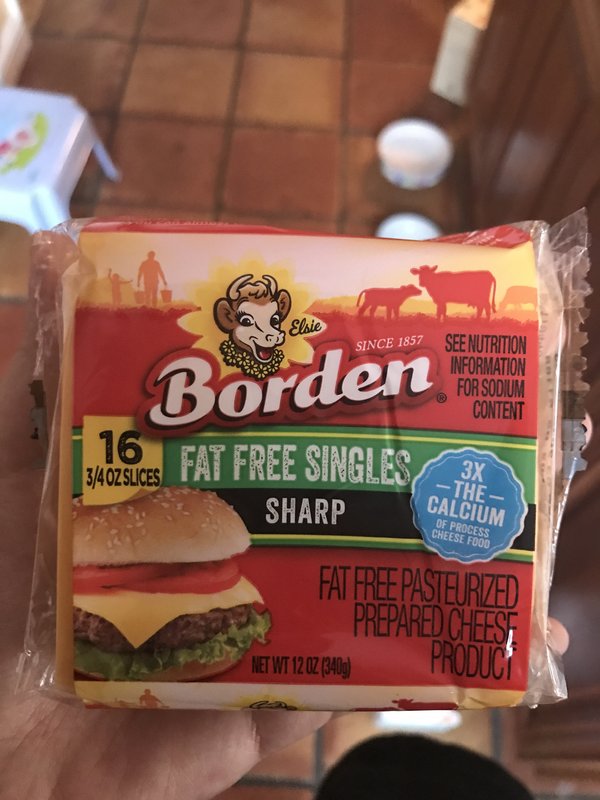 Elsie
SINCE 1857
Borden®
SEE NUTRITION
INFORMATION
FOR SODIUM
CONTENT
16
3/4 OZ SLICES
FAT FREE SINGLES
SHARP
3X
THE
CALCIUM
OF PROCESS
CHEESE FOOD
FAT FREE PASTEURIZED
PREPARED CHEESE
PRODUCT
NET WT 12 OZ (340g)